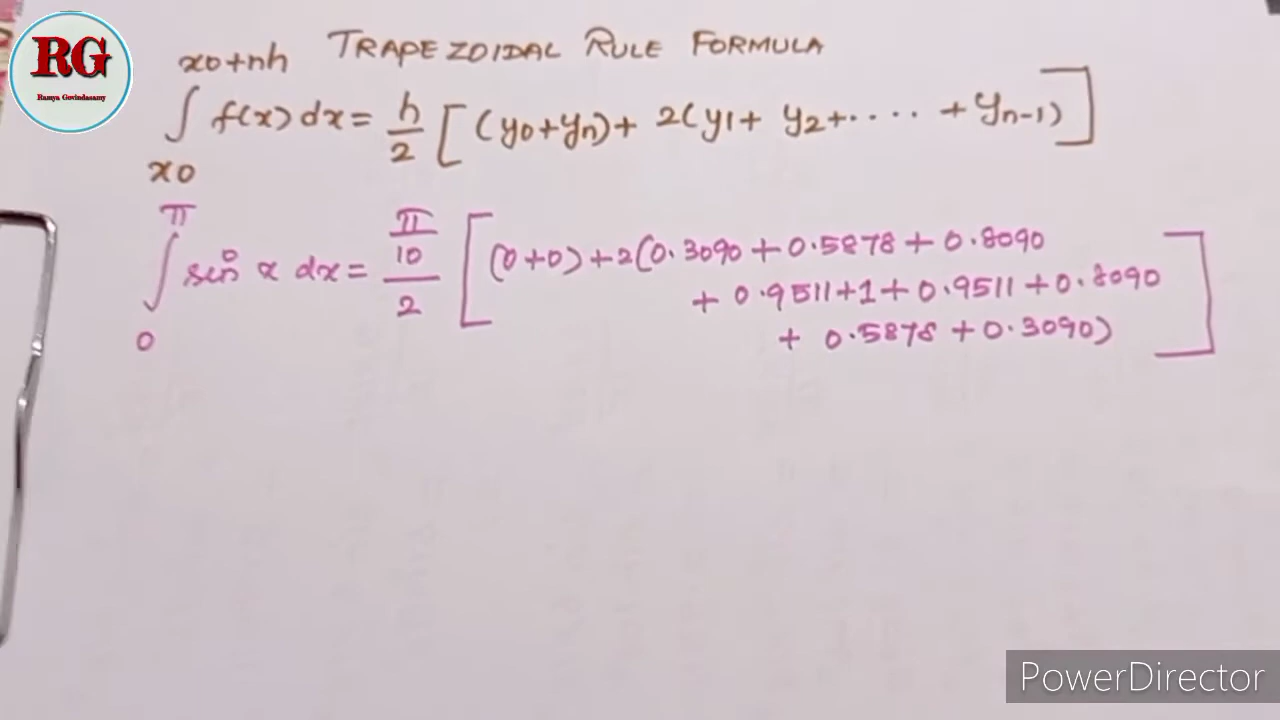 RG
Ramya Govindasamy
TRAPEZOIDAL RULE FORMULA
x0+nh
∫ f(x) dx = h/2 [(y0+yn)+ 2(y1+ y2+.... +yn-1)]
x0
π
∫ sin x dx = π/10/2 [(0+0)+2(0.3090+0.5878+0.8090
+ 0.9511+1+0.9511+0.8090
0
+ 0.5878+0.3090)]
PowerDirector